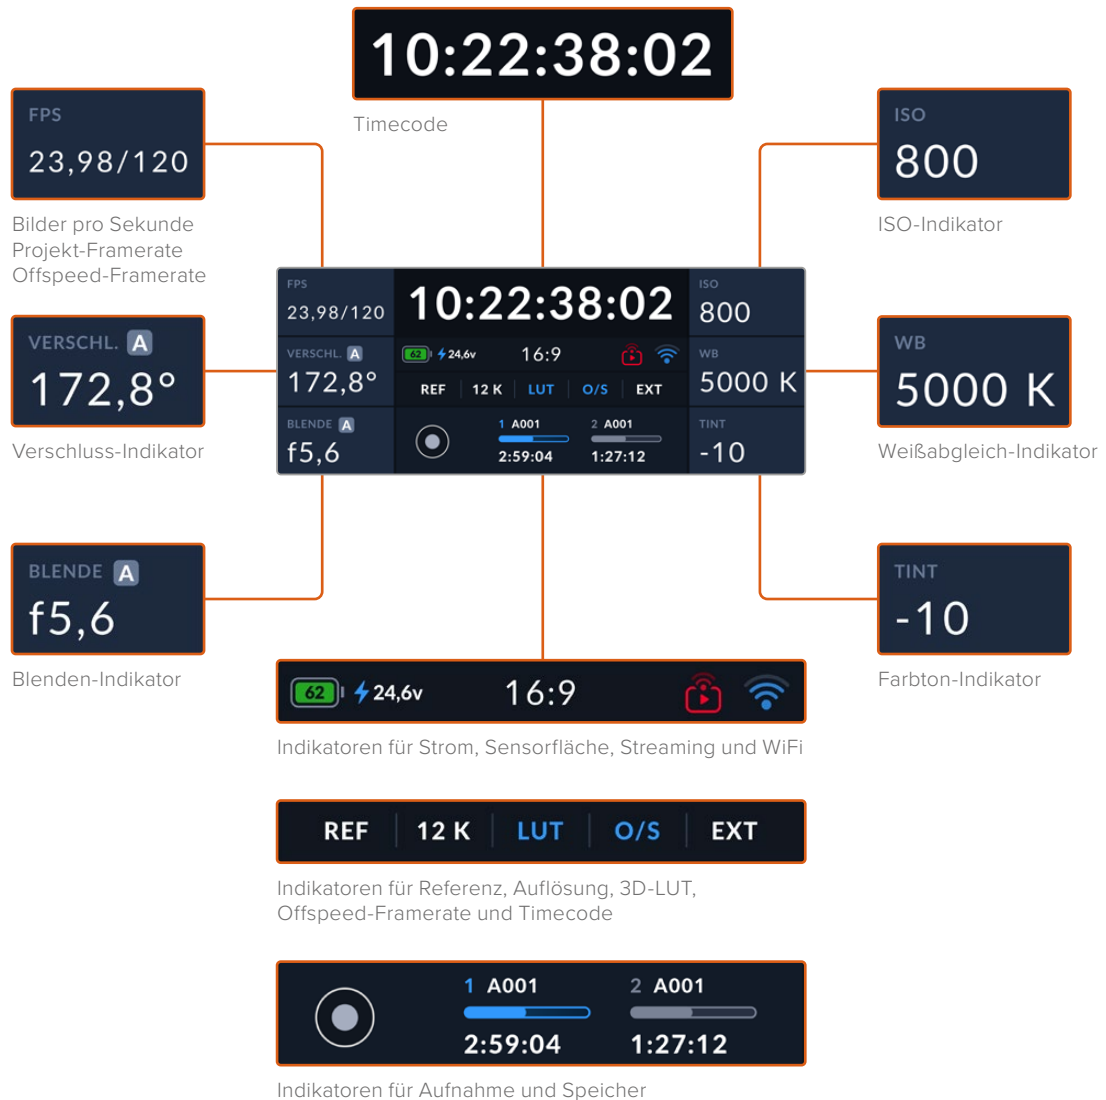 10:22:38:02
Timecode
FPS
23,98/120
Bilder pro Sekunde
Projekt-Framerate
Offspeed-Framerate
ISO
800
ISO-Indikator
VERSCHL. A
172,8°
Verschluss-Indikator
FPS
23,98/120
10:22:38:02
ISO
800
VERSCHL. A
172,8°
62 24,6v 16:9
WB
5000 K
REF 12 K LUT O/S EXT
BLENDE A
f5,6
1 A001 2 A001
2:59:04 1:27:12
TINT
-10
WB
5000 K
Weißabgleich-Indikator
BLENDE A
f5,6
Blenden-Indikator
TINT
-10
Farbton-Indikator
62 24,6v 16:9
Indikatoren für Strom, Sensorfläche, Streaming und WiFi
REF 12 K LUT O/S EXT
Indikatoren für Referenz, Auflösung, 3D-LUT,
Offspeed-Framerate und Timecode
1 A001 2 A001
2:59:04 1:27:12
Indikatoren für Aufnahme und Speicher